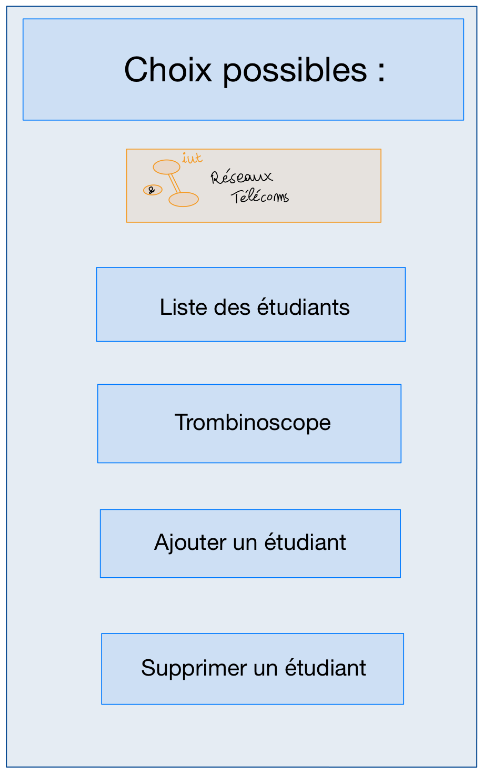 Choix possibles :
iut
Réseaux
Télécoms
Liste des étudiants
Trombinoscope
Ajouter un étudiant
Supprimer un étudiant